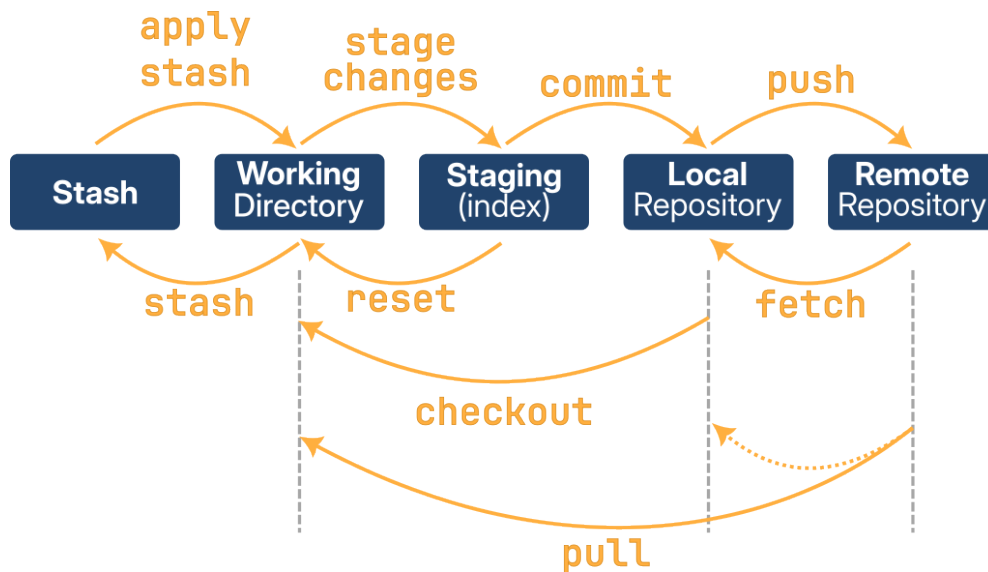 apply
stash
stage
changes
commit
push
Stash
Working
Directory
Staging
(index)
Local
Repository
Remote
Repository
stash
reset
fetch
checkout
pull